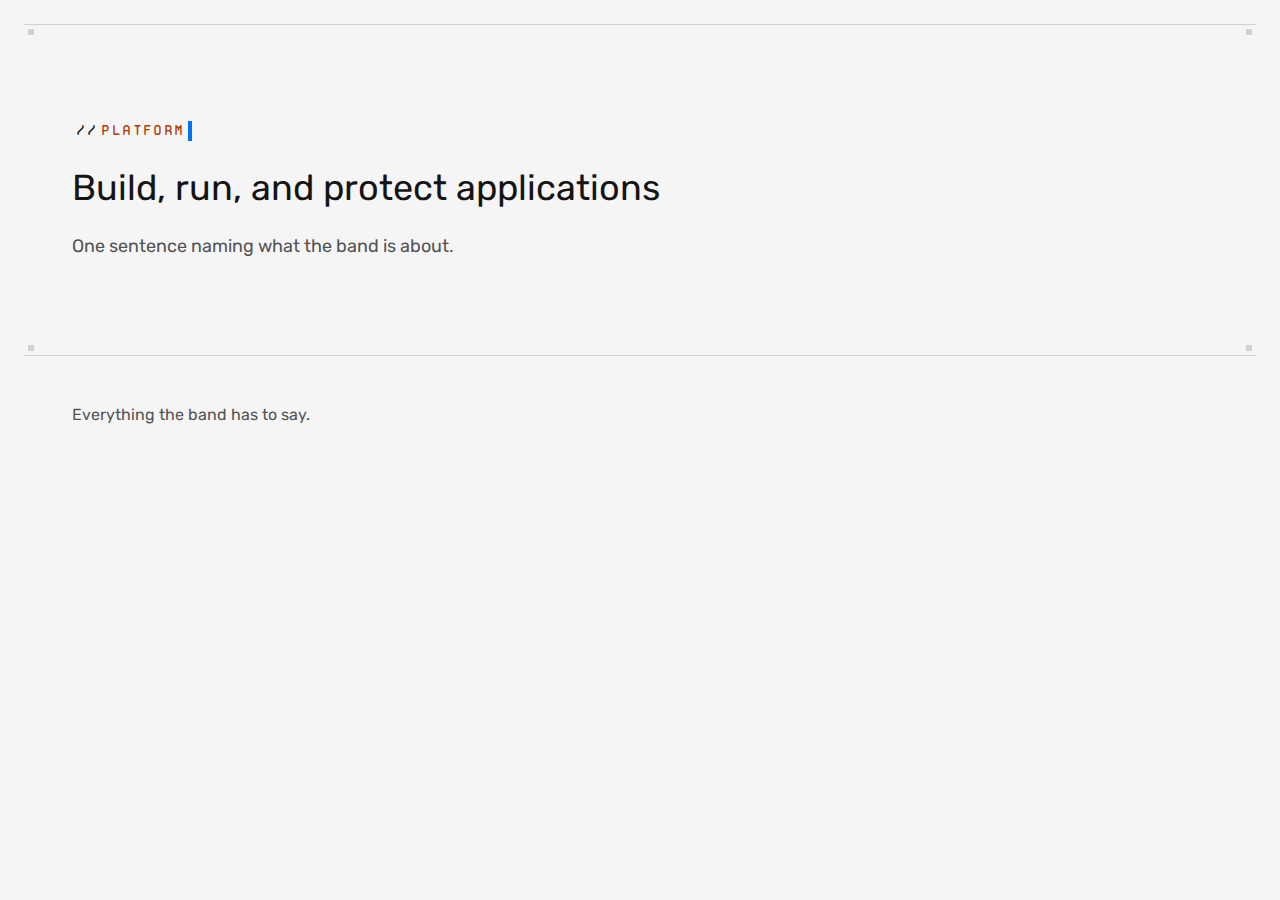 // PLATFORM
Build, run, and protect applications
One sentence naming what the band is about.
Everything the band has to say.